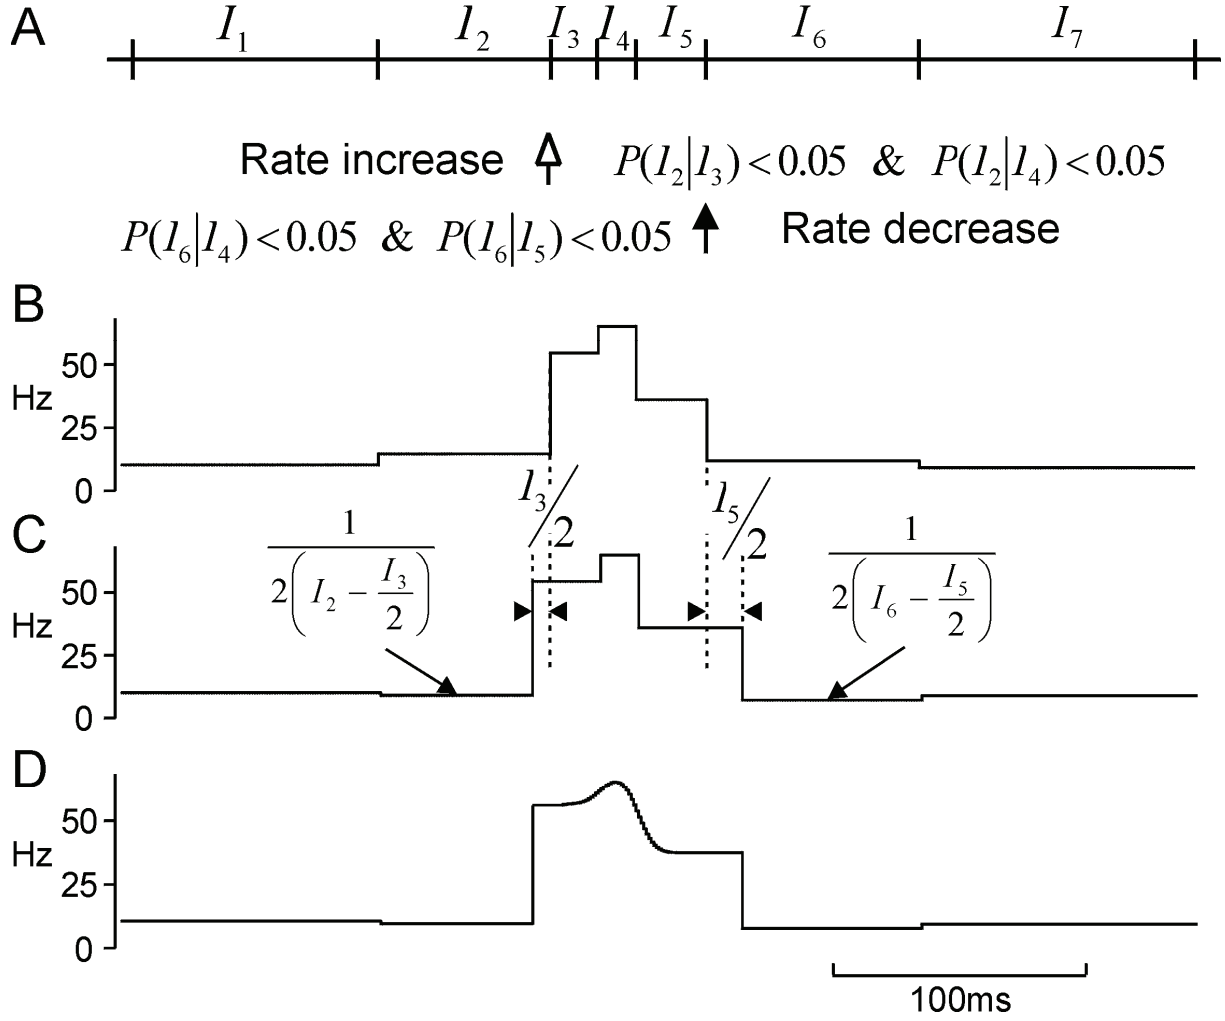 A I₁ I₂ I₃ I₄ I₅ I₆ I₇
Rate increase P(I₂|I₃)<0.05 & P(I₂|I₄)<0.05
P(I₆|I₄)<0.05 & P(I₆|I₅)<0.05 Rate decrease
B
50
Hz
25
0
I₃/2 I₅/2
C
1/(2(I₂ − I₃/2)) 1/(2(I₆ − I₅/2))
50
Hz
25
0
D
50
Hz
25
0
100ms